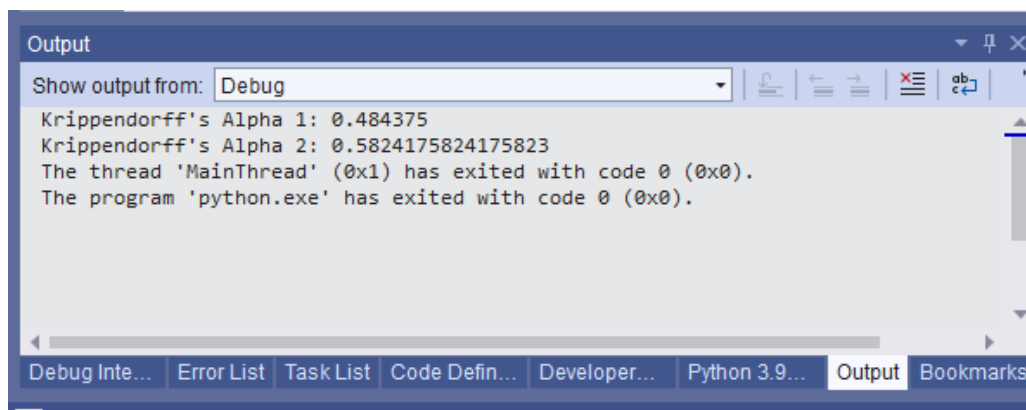 Output
Show output from: Debug
Krippendorff's Alpha 1: 0.484375
Krippendorff's Alpha 2: 0.5824175824175823
The thread 'MainThread' (0x1) has exited with code 0 (0x0).
The program 'python.exe' has exited with code 0 (0x0).
Debug Inte... Error List Task List Code Defin... Developer... Python 3.9... Output Bookmarks